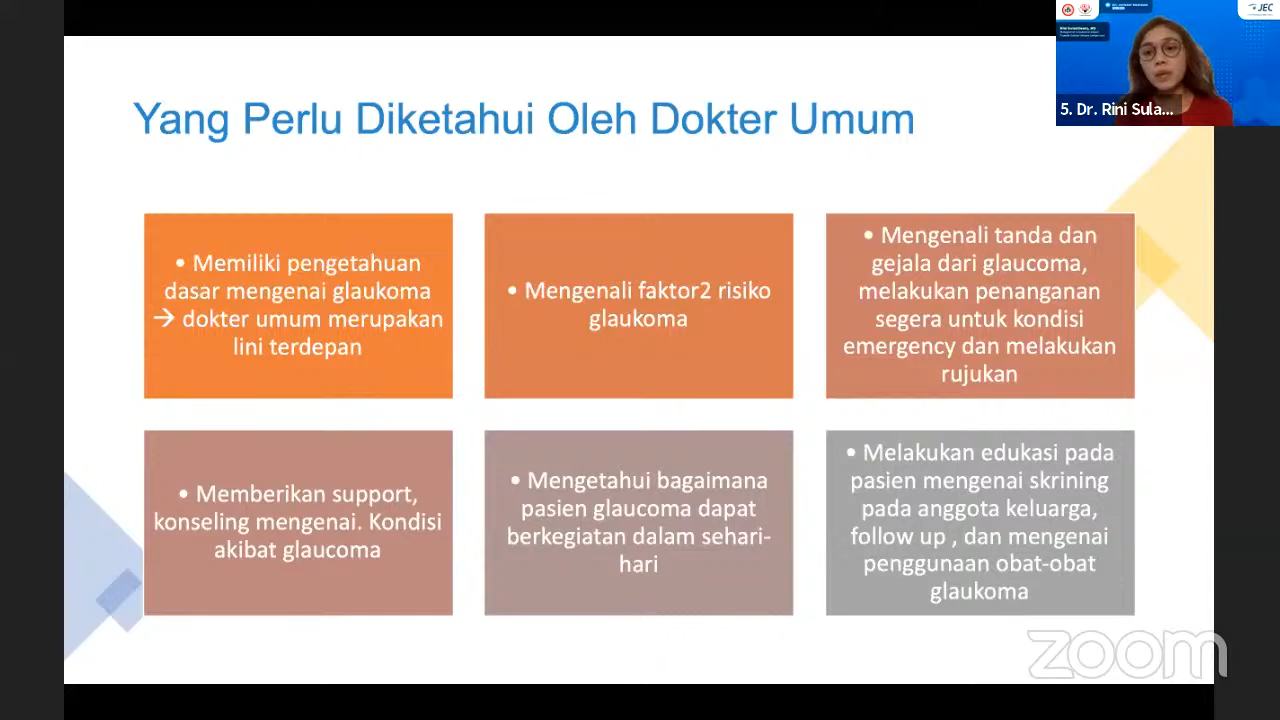 JEC
5. Dr. Rini Sula...
Yang Perlu Diketahui Oleh Dokter Umum
• Memiliki pengetahuan
dasar mengenai glaukoma
→ dokter umum merupakan
lini terdepan
• Mengenali faktor2 risiko
glaukoma
• Mengenali tanda dan
gejala dari glaucoma,
melakukan penanganan
segera untuk kondisi
emergency dan melakukan
rujukan
• Memberikan support,
konseling mengenai. Kondisi
akibat glaucoma
• Mengetahui bagaimana
pasien glaucoma dapat
berkegiatan dalam sehari-
hari
• Melakukan edukasi pada
pasien mengenai skrining
pada anggota keluarga,
follow up , dan mengenai
penggunaan obat-obat
glaukoma
zoom